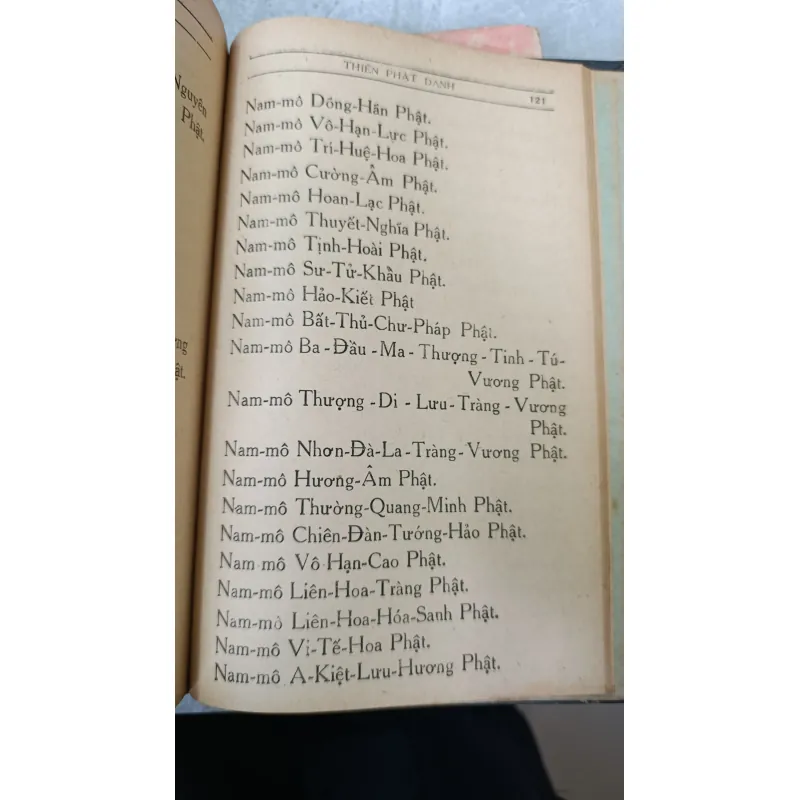 Nguyên
Phật.
ơng
ật.
THIÊN PHẬT DANH
121
Nam-mô Dõng-Hãn Phật.
Nam-mô Vô-Hạn-Lực Phật.
Nam-mô Trí-Huệ-Hoa Phật.
Nam-mô Cường-Âm Phật.
Nam-mô Hoan-Lạc Phật.
Nam-mô Thuyết-Nghĩa Phật.
Nam-mô Tịnh-Hoài Phật.
Nam-mô Sư-Tử-Khẩu Phật.
Nam-mô Hảo-Kiết Phật
Nam-mô Bất-Thủ-Chư-Pháp Phật.
Nam-mô Ba - Đầu - Ma - Thượng - Tinh - Tú-
Vương Phật.
Nam-mô Thượng - Di - Lưu - Tràng - Vương
Phật.
Nam-mô Nhơn-Đà-La-Tràng-Vương Phật.
Nam-mô Hương-Âm Phật.
Nam-mô Thường-Quang-Minh Phật.
Nam-mô Chiên-Đàn-Tướng-Hảo Phật.
Nam mô Vô Hạn-Cao Phật.
Nam-mô Liên-Hoa-Tràng Phật.
Nam-mô Liên-Hoa-Hóa-Sanh Phật.
Nam-mô Vi-Tế-Hoa Phật.
Nam-mô A-Kiệt-Lưu-Hương Phật.